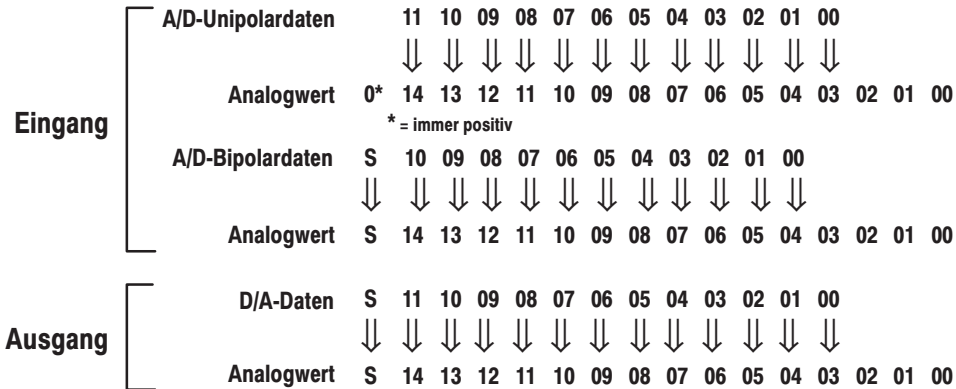 A/D-Unipolardaten 11 10 09 08 07 06 05 04 03 02 01 00
Analogwert 0* 14 13 12 11 10 09 08 07 06 05 04 03 02 01 00
* = immer positiv
Eingang
A/D-Bipolardaten S 10 09 08 07 06 05 04 03 02 01 00
Analogwert S 14 13 12 11 10 09 08 07 06 05 04 03 02 01 00
D/A-Daten S 11 10 09 08 07 06 05 04 03 02 01 00
Ausgang
Analogwert S 14 13 12 11 10 09 08 07 06 05 04 03 02 01 00